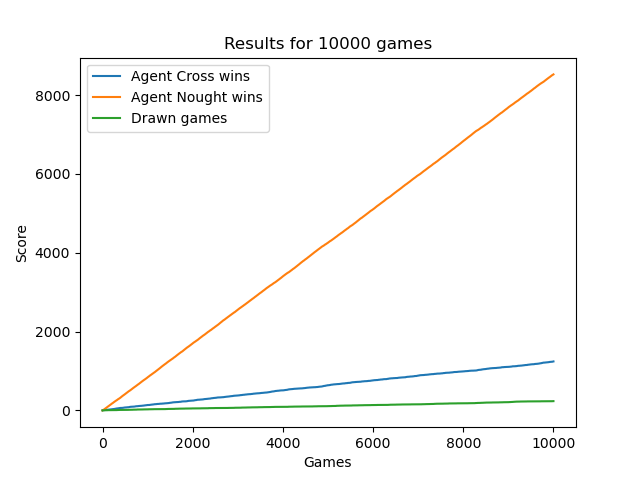 Results for 10000 games
Agent Cross wins
Agent Nought wins
Drawn games
8000
6000
4000
2000
0
Score
0 2000 4000 6000 8000 10000
Games